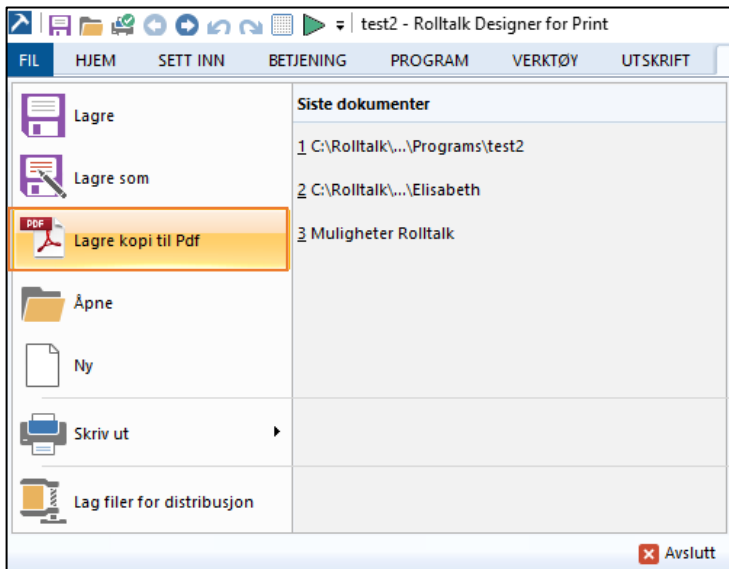 test2 - Rolltalk Designer for Print
FIL HJEM SETT INN BETJENING PROGRAM VERKTØY UTSKRIFT
Lagre
Lagre som
PDF
Lagre kopi til Pdf
Åpne
Ny
Skriv ut
Lag filer for distribusjon
Siste dokumenter
1 C:\Rolltalk\...\Programs\test2
2 C:\Rolltalk\...\Elisabeth
3 Muligheter Rolltalk
Avslutt